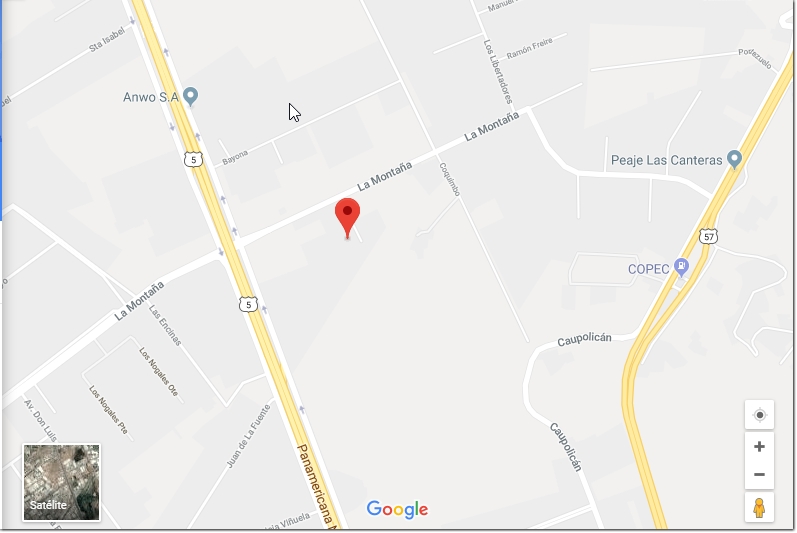 Manuel
Sta Isabel
Los Libertadores
Ramón Freire
Portezuelo
Anwo S.A
La Montaña
Bayona
5
La Montaña
Coquimbo
Peaje Las Canteras
57
COPEC
La Montaña
5
Las Encinas
Los Nogales Ote
Los Nogales Pte
Caupolicán
Av. Don Luis
Juan de La Fuente
Caupolicán
Panamericana N
Viñuela
Satélite
Google